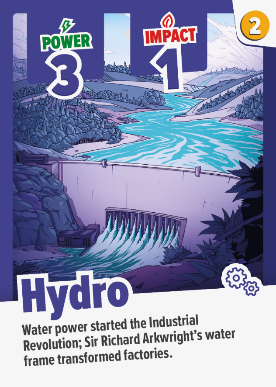 POWER
3
IMPACT
1
2
Hydro
Water power started the Industrial
Revolution; Sir Richard Arkwright's water
frame transformed factories.